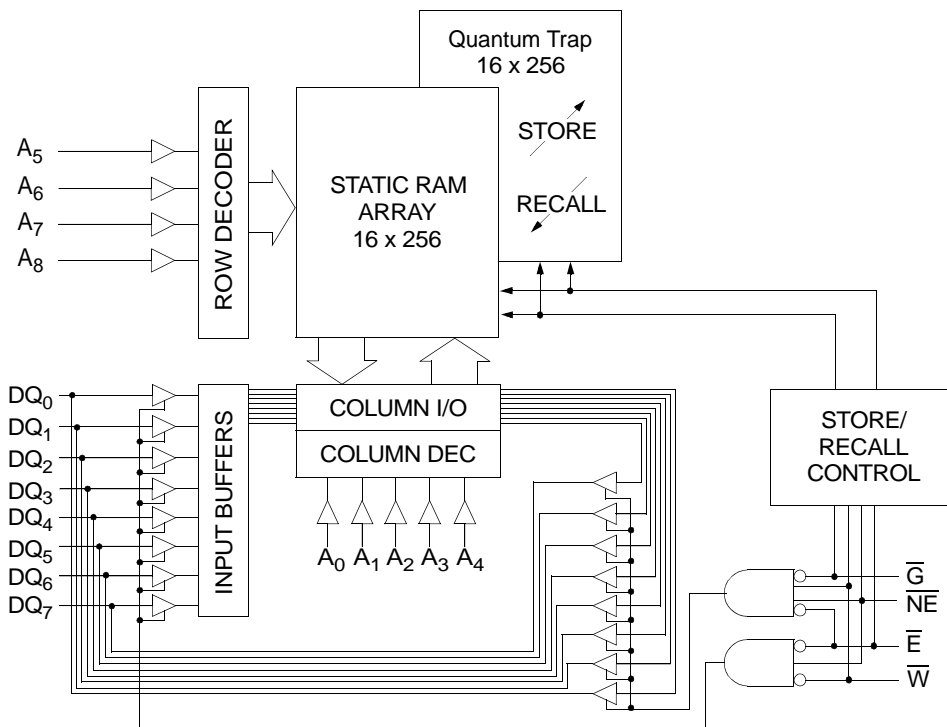 Quantum Trap
16 x 256
STORE
RECALL
A5
A6
A7
A8
ROW DECODER
STATIC RAM
ARRAY
16 x 256
DQ0
DQ1
DQ2
DQ3
DQ4
DQ5
DQ6
DQ7
INPUT BUFFERS
COLUMN I/O
COLUMN DEC
A0 A1 A2 A3 A4
STORE/
RECALL
CONTROL
G̅
N̅E̅
E̅
W̅